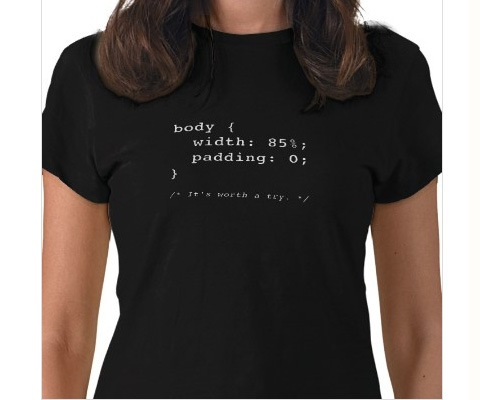 body {
  width: 85%;
  padding: 0;
}
/* It's worth a try. */